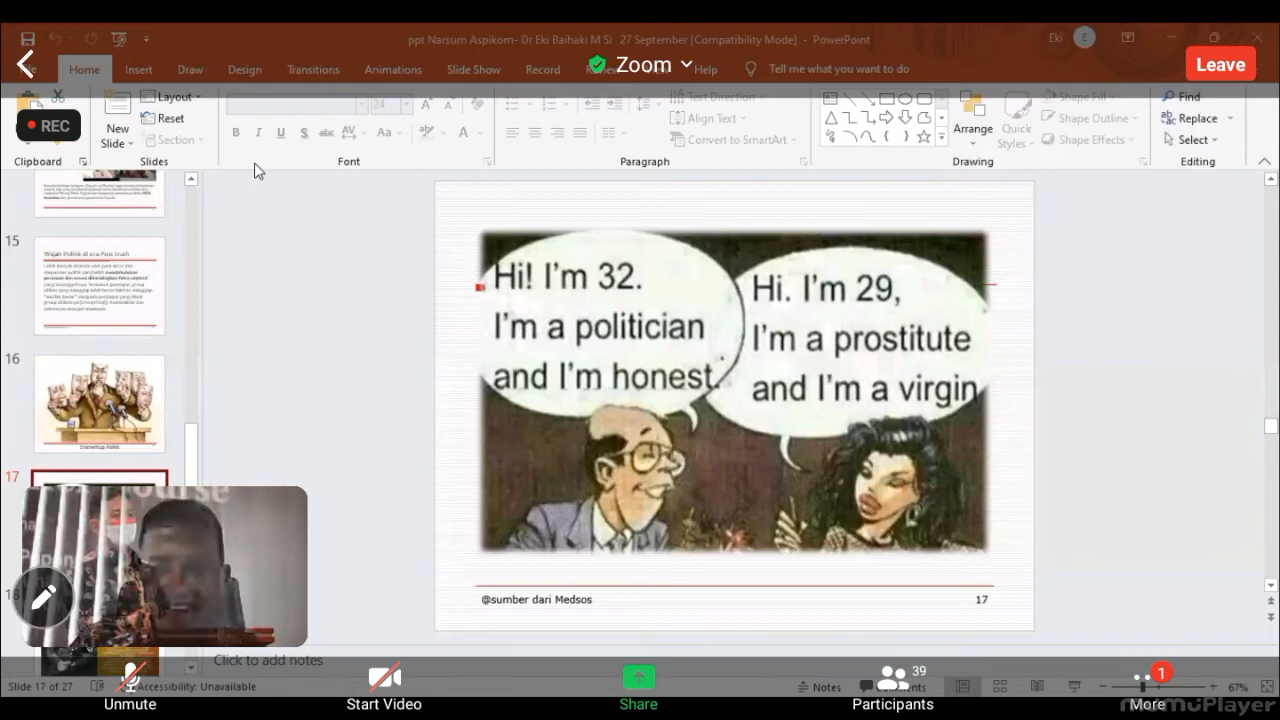 ppt Narsum Aspikom- Dr Eki Baihaki M Si 27 September [Compatibility Mode] - PowerPoint
Eki E
Zoom
Leave
Home Insert Draw Design Transitions Animations Slide Show Record Help Tell me what you want to do
REC
New
Slide
Layout
Reset
Section
24
Text Direction
Align Text
Convert to SmartArt
Arrange
Quick
Styles
Shape Fill
Shape Outline
Shape Effects
Find
Replace
Select
Clipboard Slides Font Paragraph Drawing Editing
15
Wajah Politik di era Post truth
16
17
18
Hi! I'm 32.
I'm a politician
and I'm honest.
Hi. I'm 29,
I'm a prostitute
and I'm a virgin
@sumber dari Medsos 17
Click to add notes
Slide 17 of 27 Accessibility: Unavailable Notes Comments 67%
Unmute Start Video Share Participants 39 More 1
MeMuPlayer